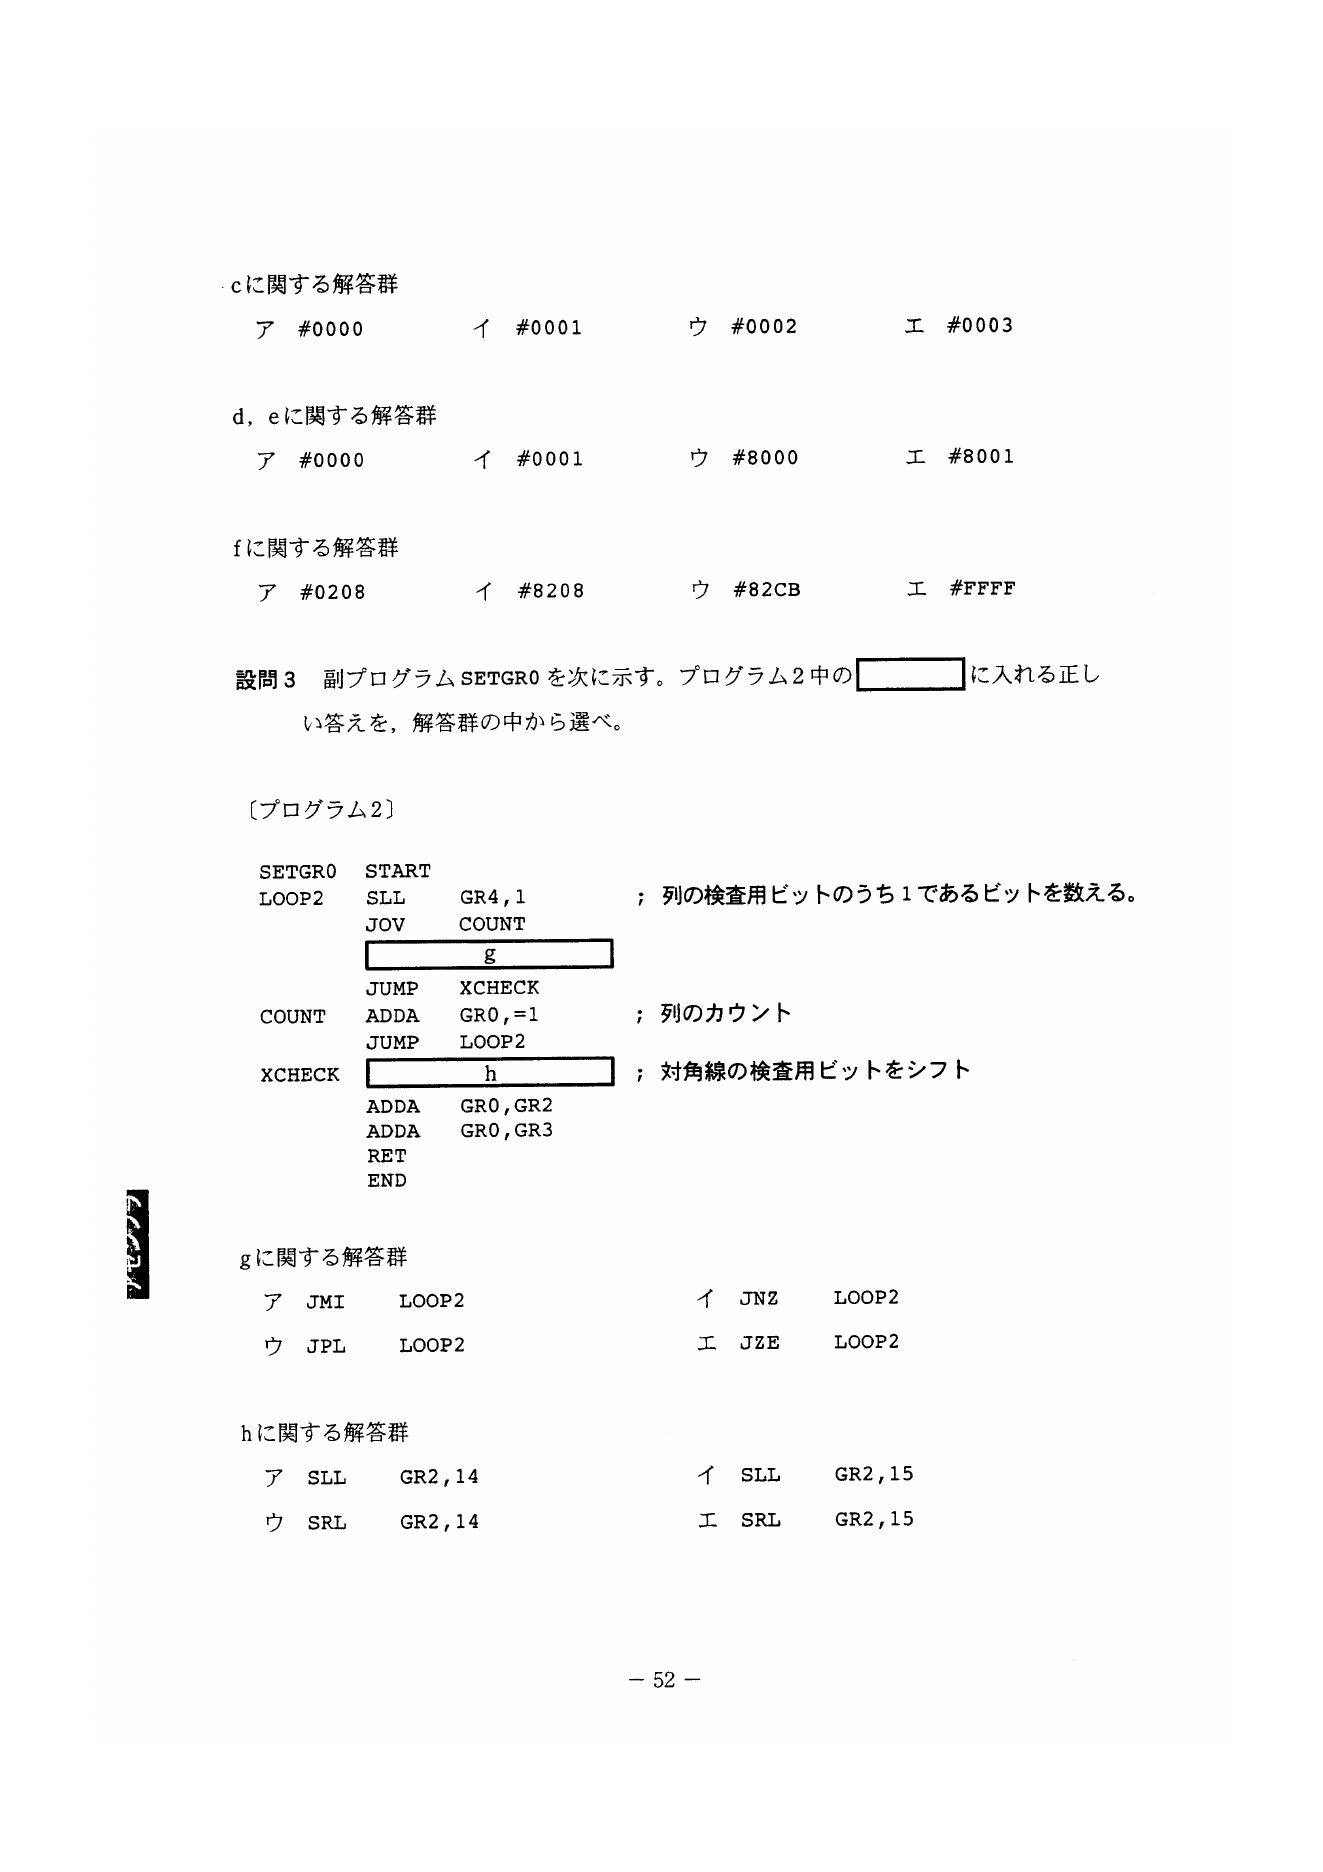 cに関する解答群
ア #0000 イ #0001 ウ #0002 エ #0003
d，eに関する解答群
ア #0000 イ #0001 ウ #8000 エ #8001
fに関する解答群
ア #0208 イ #8208 ウ #82CB エ #FFFF
設問3 副プログラムSETGR0を次に示す。プログラム2中の に入れる正し
い答えを，解答群の中から選べ。
〔プログラム2〕
SETGR0 START
LOOP2 SLL GR4,1 ; 列の検査用ビットのうち1であるビットを数える。
JOV COUNT
g
JUMP XCHECK
COUNT ADDA GR0,=1 ; 列のカウント
JUMP LOOP2
XCHECK h ; 対角線の検査用ビットをシフト
ADDA GR0,GR2
ADDA GR0,GR3
RET
END
gに関する解答群
ア JMI LOOP2 イ JNZ LOOP2
ウ JPL LOOP2 エ JZE LOOP2
hに関する解答群
ア SLL GR2,14 イ SLL GR2,15
ウ SRL GR2,14 エ SRL GR2,15
－ 52 －